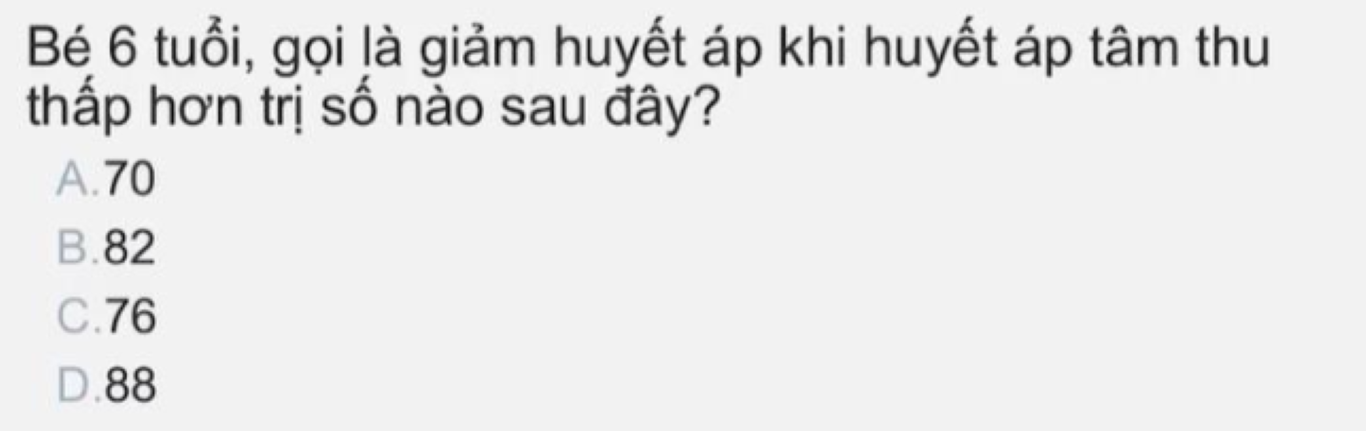 Bé 6 tuổi, gọi là giảm huyết áp khi huyết áp tâm thu
thấp hơn trị số nào sau đây?
A.70
B.82
C.76
D.88